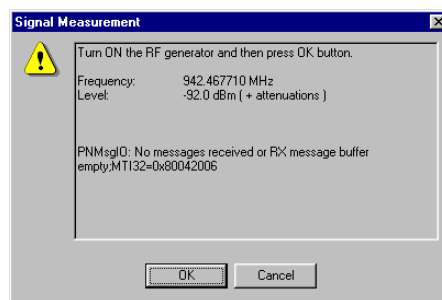 Signal Measurement
Turn ON the RF generator and then press OK button.
Frequency: 942.467710 MHz
Level: -92.0 dBm ( + attenuations )
PNMsgIO: No messages received or RX message buffer
empty;MTI32=0x80042006
OK Cancel